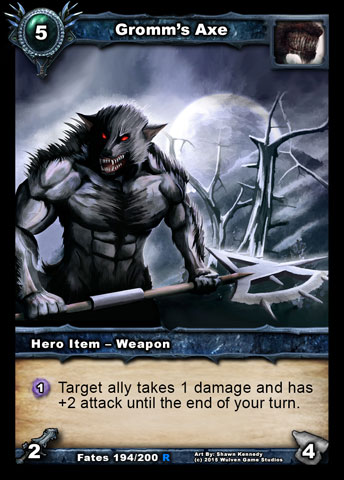 5
Gromm's Axe
Hero Item – Weapon
1 Target ally takes 1 damage and has
+2 attack until the end of your turn.
2
Fates 194/200 R
Art By: Shawn Kennedy
(c) 2015 Wulven Game Studios
4